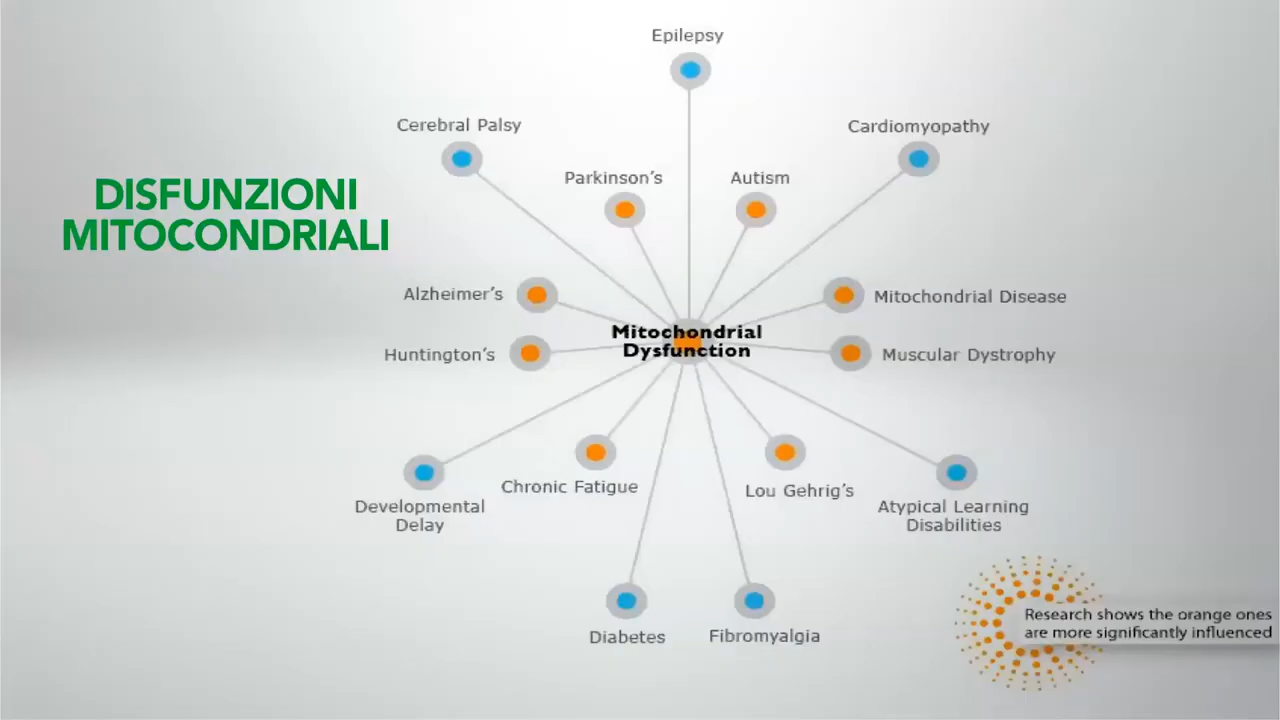 Epilepsy
Cerebral Palsy
Cardiomyopathy
DISFUNZIONI
MITOCONDRIALI
Parkinson's
Autism
Alzheimer's
Mitochondrial Disease
Mitochondrial
Dysfunction
Huntington's
Muscular Dystrophy
Chronic Fatigue
Lou Gehrig's
Developmental
Delay
Atypical Learning
Disabilities
Diabetes
Fibromyalgia
Research shows the orange ones
are more significantly influenced